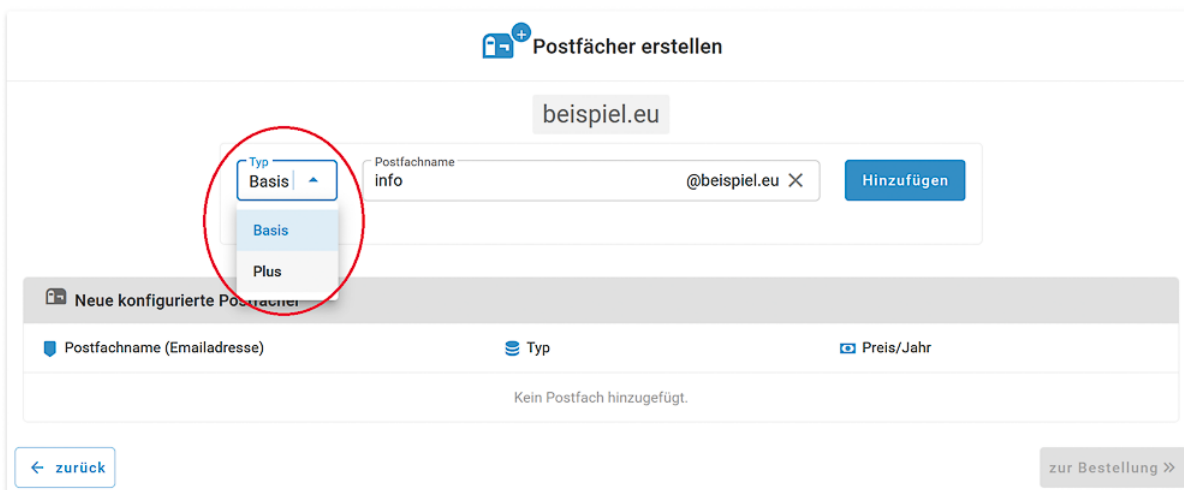 Postfächer erstellen
beispiel.eu
Typ
Basis
Postfachname
info
@beispiel.eu
Hinzufügen
Basis
Plus
Neue konfigurierte Postfächer
Postfachname (Emailadresse)
Typ
Preis/Jahr
Kein Postfach hinzugefügt.
zurück
zur Bestellung